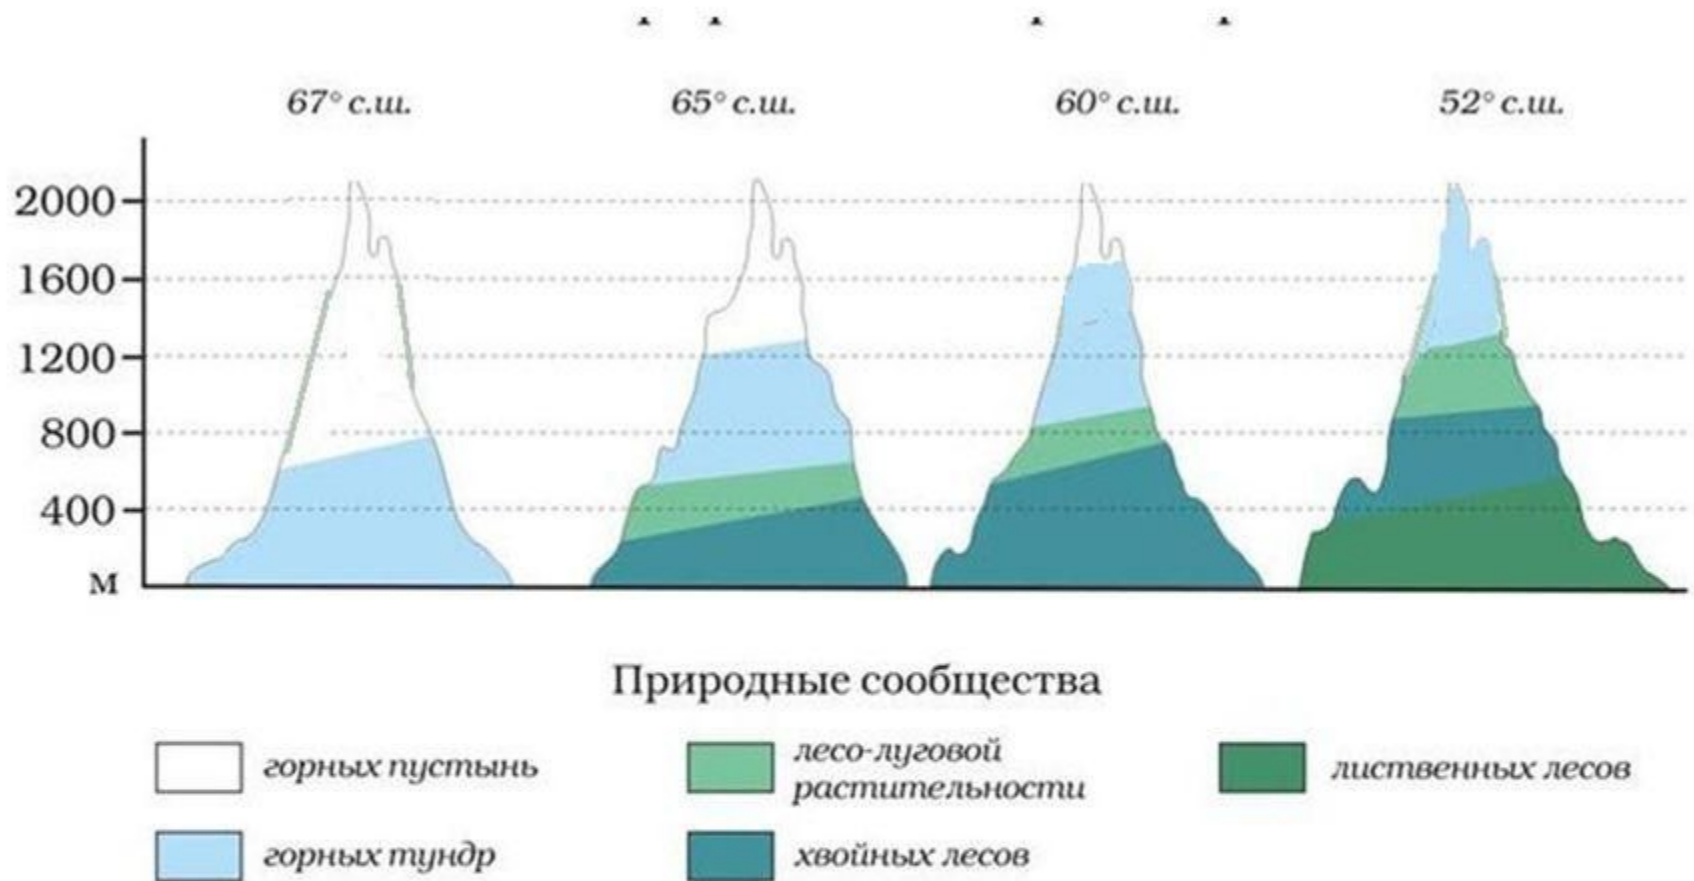 67° с.ш. 65° с.ш. 60° с.ш. 52° с.ш.
2000
1600
1200
800
400
м
Природные сообщества
горных пустынь
лесо-луговой
растительности
лиственных лесов
горных тундр
хвойных лесов